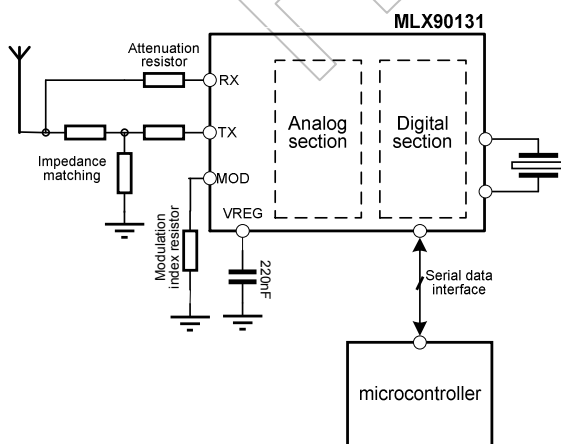 MLX90131
Attenuation
resistor
RX
TX
Impedance
matching
MOD
VREG
Modulation
index resistor
220nF
Analog
section
Digital
section
Serial data
interface
microcontroller